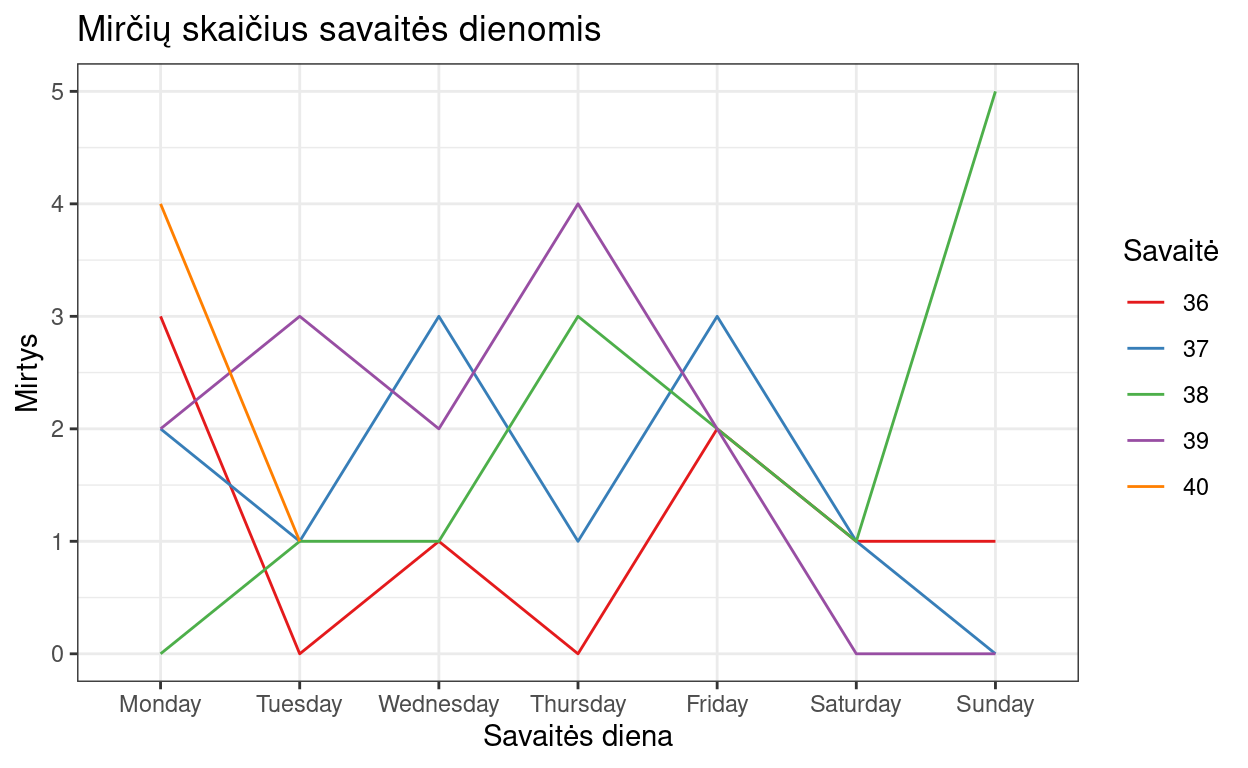 Mirčių skaičius savaitės dienomis
5
4
3
2
1
0
Mirtys
Monday Tuesday Wednesday Thursday Friday Saturday Sunday
Savaitės diena
Savaitė
36
37
38
39
40